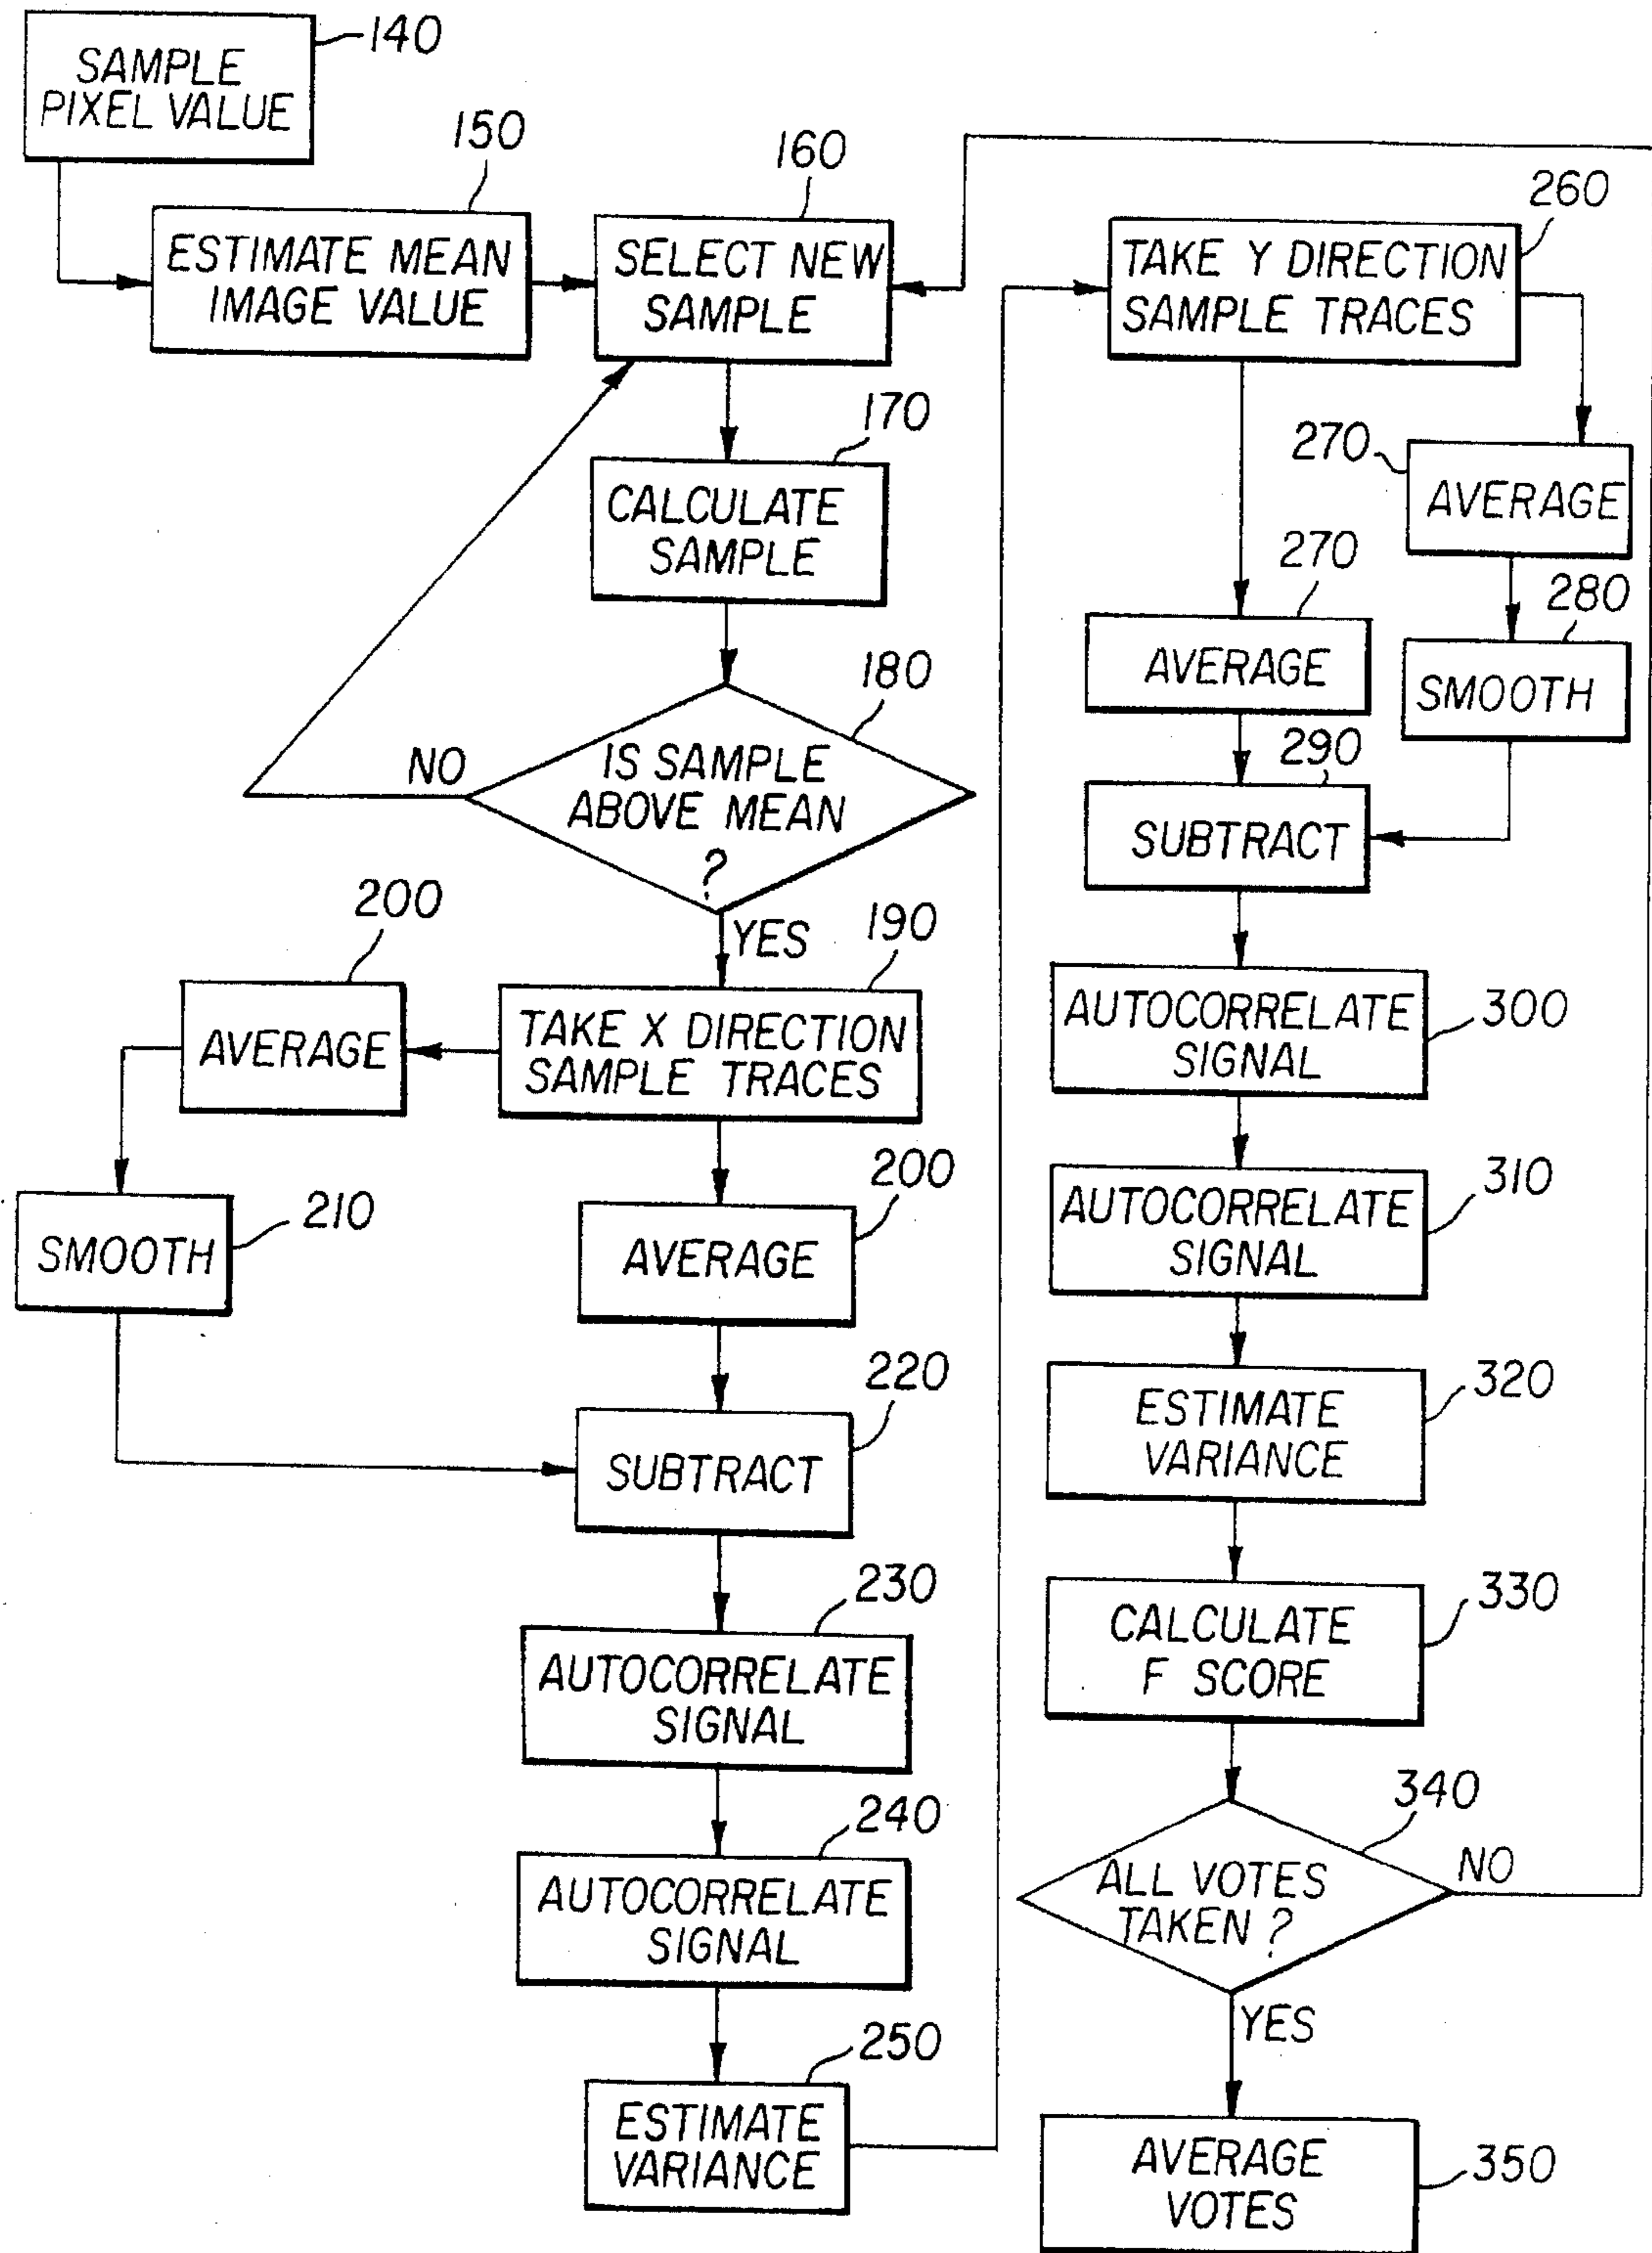 140
SAMPLE
PIXEL VALUE
150
ESTIMATE MEAN
IMAGE VALUE
160
SELECT NEW
SAMPLE
170
CALCULATE
SAMPLE
180
IS SAMPLE
ABOVE MEAN
?
NO
YES
190
TAKE X DIRECTION
SAMPLE TRACES
200
AVERAGE
210
SMOOTH
200
AVERAGE
220
SUBTRACT
230
AUTOCORRELATE
SIGNAL
240
AUTOCORRELATE
SIGNAL
250
ESTIMATE
VARIANCE
260
TAKE Y DIRECTION
SAMPLE TRACES
270
AVERAGE
280
SMOOTH
270
AVERAGE
290
SUBTRACT
300
AUTOCORRELATE
SIGNAL
310
AUTOCORRELATE
SIGNAL
320
ESTIMATE
VARIANCE
330
CALCULATE
F SCORE
340
ALL VOTES
TAKEN ?
NO
YES
350
AVERAGE
VOTES